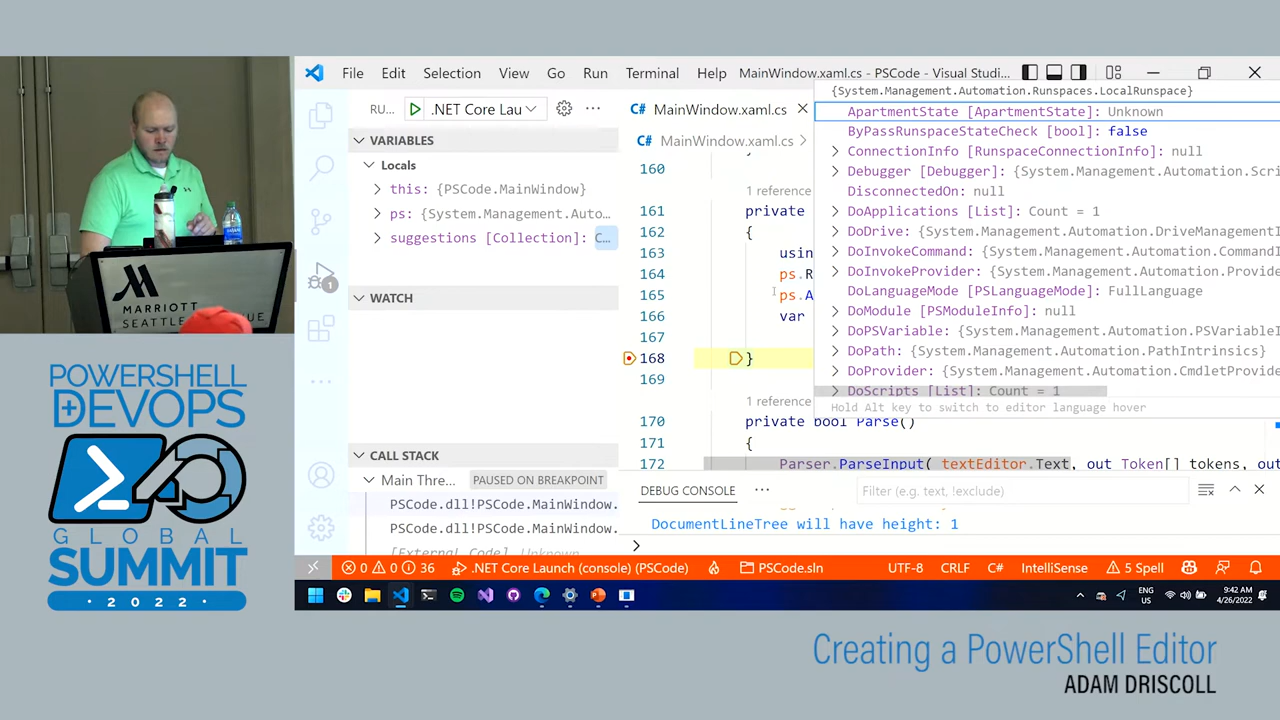 File Edit Selection View Go Run Terminal Help MainWindow.xaml.cs - PSCode - Visual Studi...
RU... .NET Core Lau
MainWindow.xaml.cs
MainWindow.xaml.cs
VARIABLES
Locals
this: {PSCode.MainWindow}
ps: {System.Management.Auto...
suggestions [Collection]: C...
WATCH
CALL STACK
Main Thre... PAUSED ON BREAKPOINT
PSCode.dll!PSCode.MainWindow.
PSCode.dll!PSCode.MainWindow.
[External Code] Unknown
1
160 }
1 reference
161 private
162 {
163 usin
164 ps.R
165 ps.A
166 var
167
168 }
169
1 reference
170 private bool Parse()
171 {
172 Parser.ParseInput( textEditor.Text, out Token[] tokens, out
{System.Management.Automation.Runspaces.LocalRunspace}
ApartmentState [ApartmentState]: Unknown
ByPassRunspaceStateCheck [bool]: false
ConnectionInfo [RunspaceConnectionInfo]: null
Debugger [Debugger]: {System.Management.Automation.Scri
DisconnectedOn: null
DoApplications [List]: Count = 1
DoDrive: {System.Management.Automation.DriveManagementI
DoInvokeCommand: {System.Management.Automation.CommandI
DoInvokeProvider: {System.Management.Automation.Provide
DoLanguageMode [PSLanguageMode]: FullLanguage
DoModule [PSModuleInfo]: null
DoPSVariable: {System.Management.Automation.PSVariableI
DoPath: {System.Management.Automation.PathIntrinsics}
DoProvider: {System.Management.Automation.CmdletProvide
DoScripts [List]: Count = 1
Hold Alt key to switch to editor language hover
DEBUG CONSOLE ... Filter (e.g. text, !exclude)
DocumentLineTree will have height: 1
0 0 36 .NET Core Launch (console) (PSCode) PSCode.sln UTF-8 CRLF C# IntelliSense 5 Spell
ENG
US
9:42 AM
4/26/2022
MARRIOTT
POWERSHELL
+DEVOPS
GLOBAL
SUMMIT
· 2022 ·
Creating a PowerShell Editor
ADAM DRISCOLL